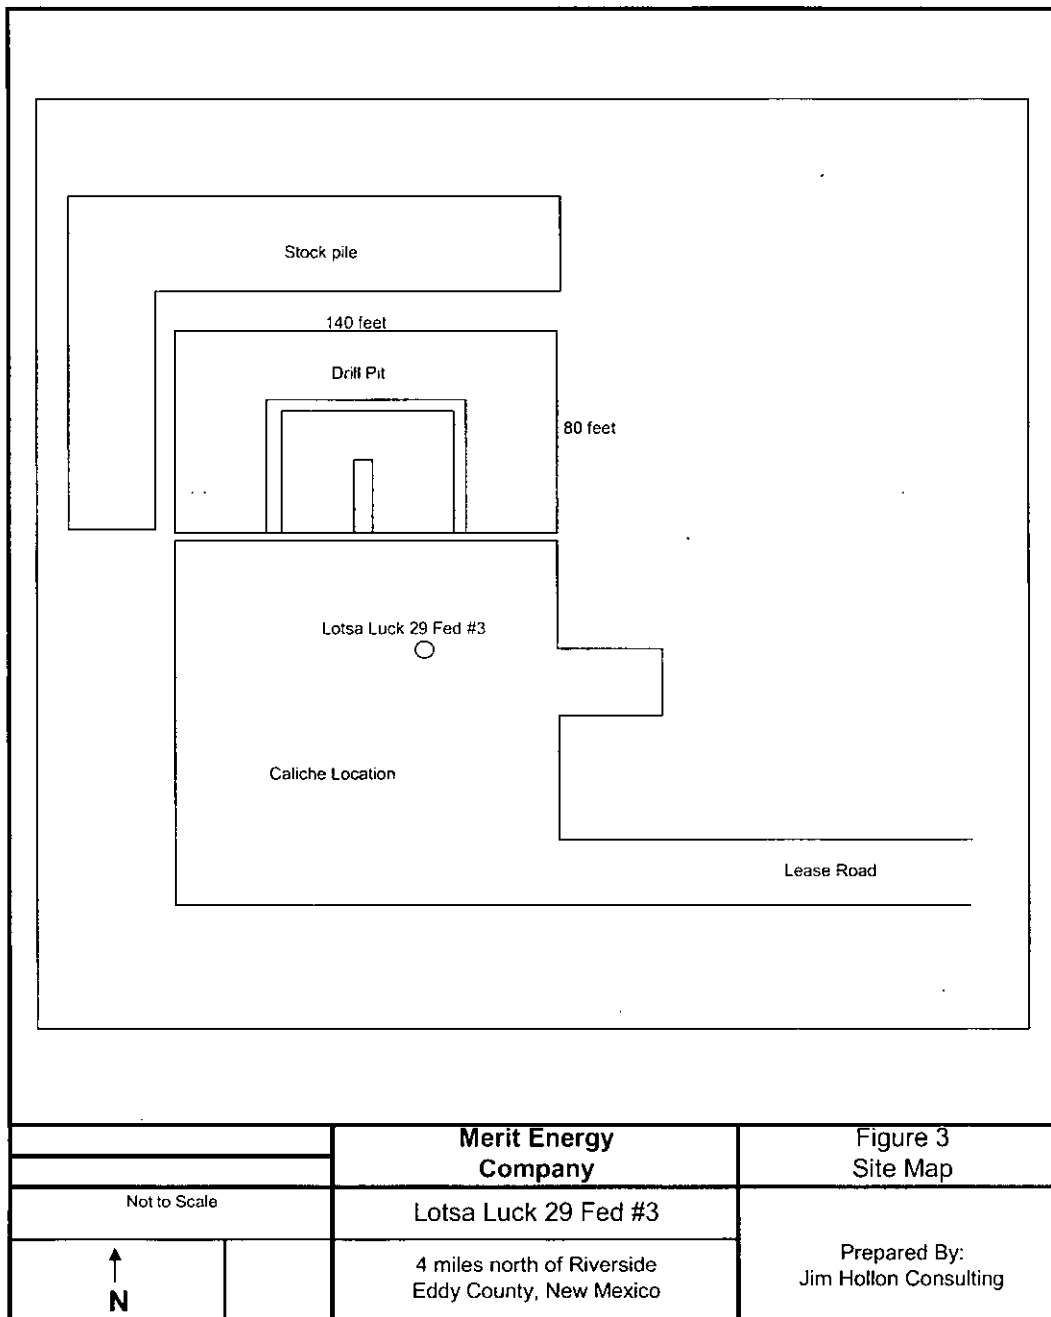 Stock pile
140 feet
Drill Pit
80 feet
Lotsa Luck 29 Fed #3
Caliche Location
Lease Road
Merit Energy
Company
Figure 3
Site Map
Not to Scale
Lotsa Luck 29 Fed #3
4 miles north of Riverside
Eddy County, New Mexico
Prepared By:
Jim Hollon Consulting
N